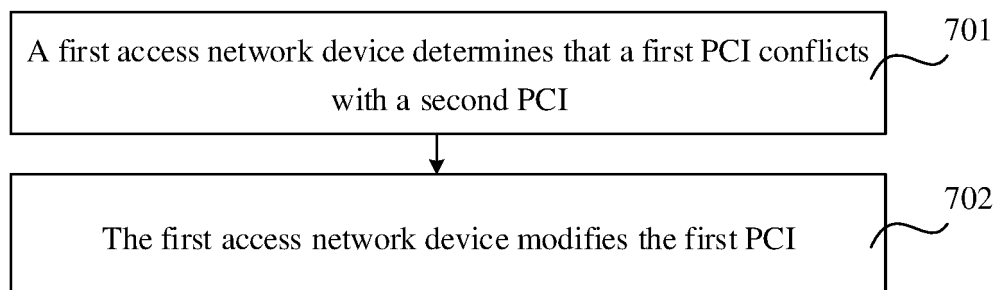 A first access network device determines that a first PCI conflicts
with a second PCI
701
The first access network device modifies the first PCI
702